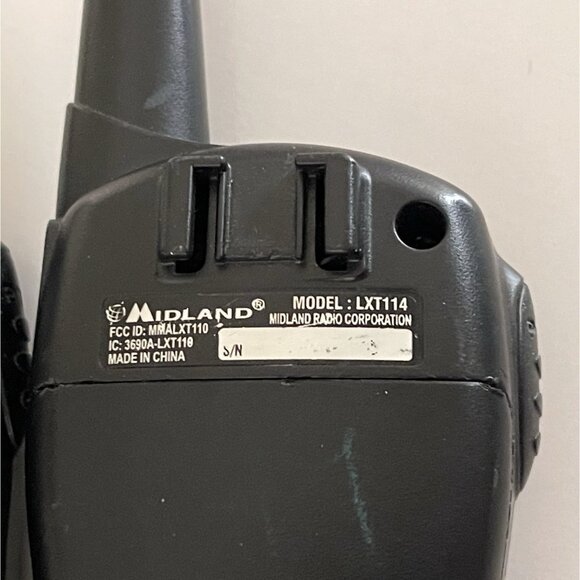 MIDLAND®
MODEL : LXT114
MIDLAND RADIO CORPORATION
FCC ID: MMALXT110
IC: 3690A-LXT110
MADE IN CHINA
S/N